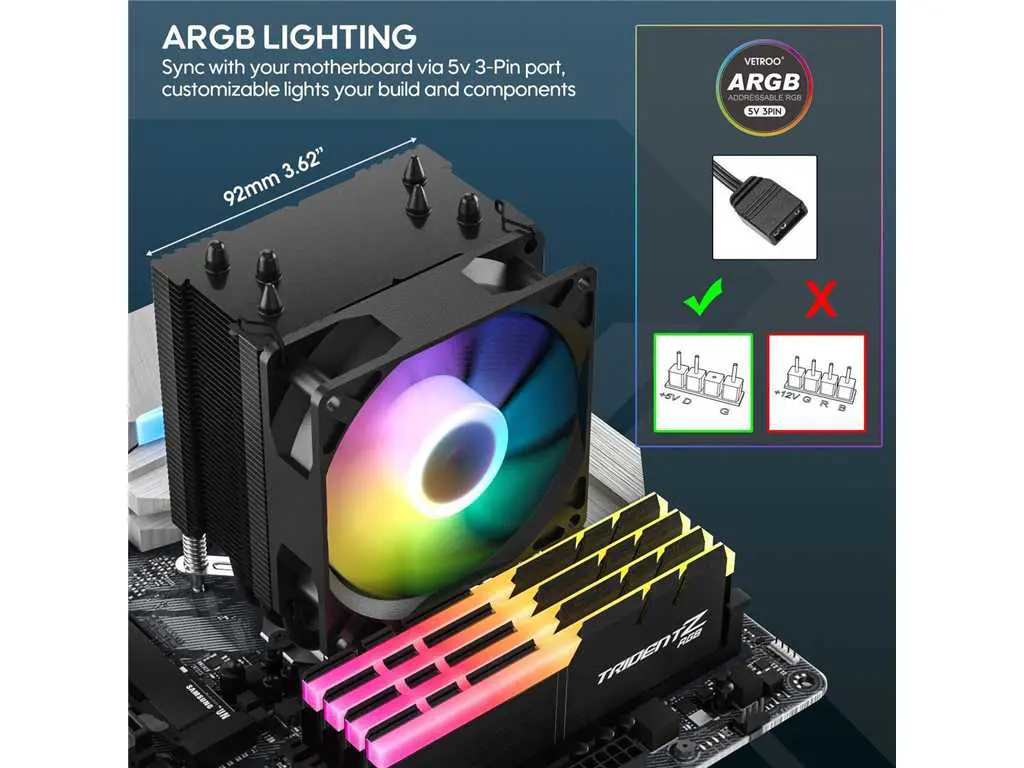 ARGB LIGHTING
Sync with your motherboard via 5v 3-Pin port,
customizable lights your build and components
92mm 3.62"
VETROO®
ARGB
ADDRESSABLE RGB
5V 3PIN
X
+5V D G
+12V G R B
TRIDENTZ
RGB
SAMSUNG